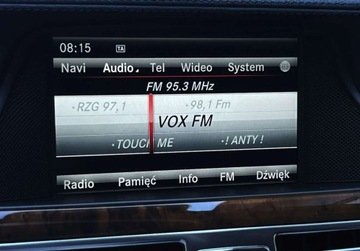 08:15 TA
Navi Audio Tel Wideo System
FM 95.3 MHz
•RZG 97,1 •98,1 Fm
VOX FM
•TOUCH ME •! ANTY !
Radio Pamięć Info FM Dźwięk